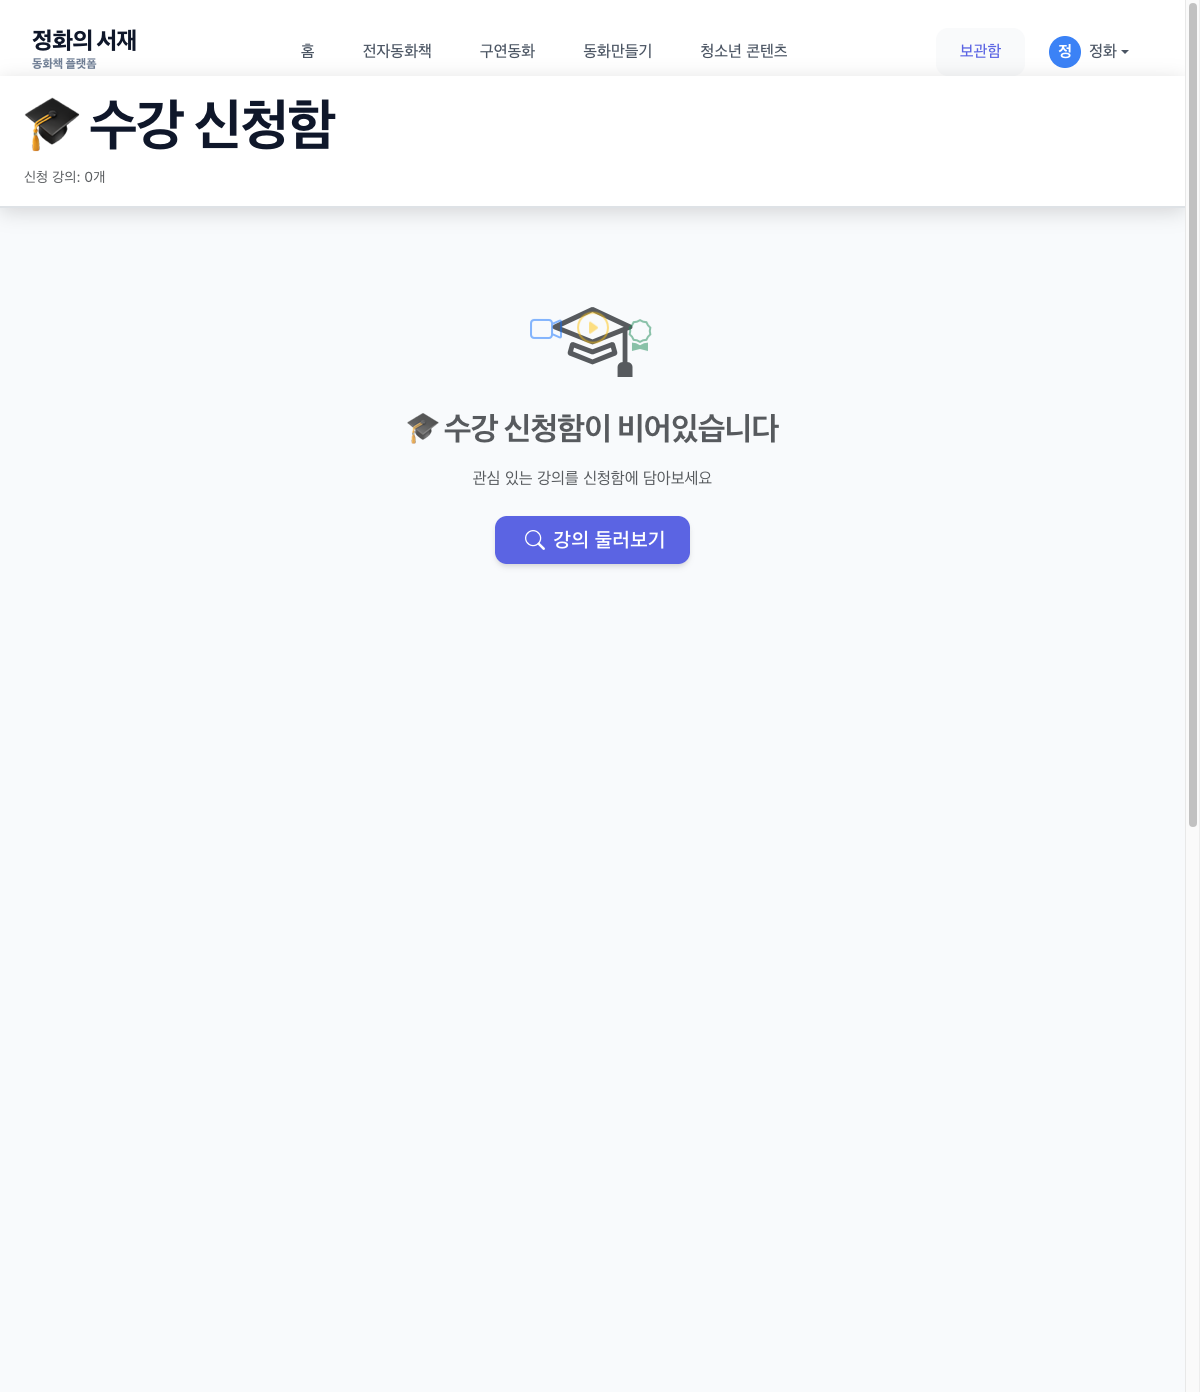 정화의 서재
동화책 플랫폼
홈
전자동화책
구연동화
동화만들기
청소년 콘텐츠
보관함
정
정화
🎓 수강 신청함
신청 강의: 0개
🎓 수강 신청함이 비어있습니다
관심 있는 강의를 신청함에 담아보세요
강의 둘러보기